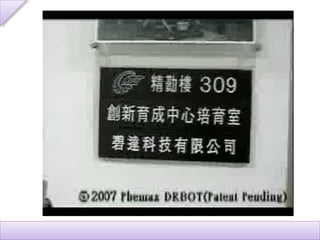 精勤樓 309
創新育成中心培育室
碧達科技有限公司
©2007 Phemax DRBOT(Patent Pending)